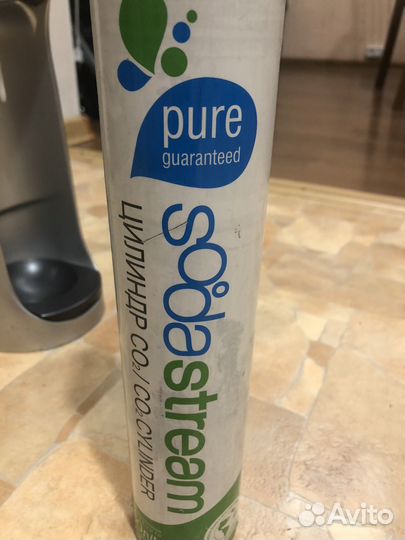 pure
guaranteed
sodastream
ЦИЛИНДР CO2 / CO2 CYLINDER
Avito